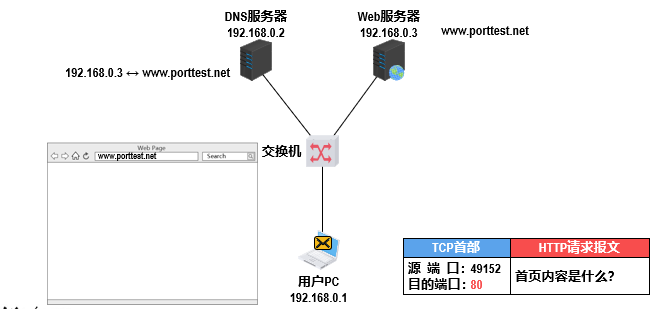 DNS服务器
192.168.0.2
Web服务器
192.168.0.3
www.porttest.net
192.168.0.3 ↔ www.porttest.net
Web Page
www.porttest.net
Search
交换机
用户PC
192.168.0.1
TCP首部
HTTP请求报文
源 端 口：49152
目的端口：80
首页内容是什么？